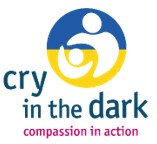 cry
in the dark
compassion in action